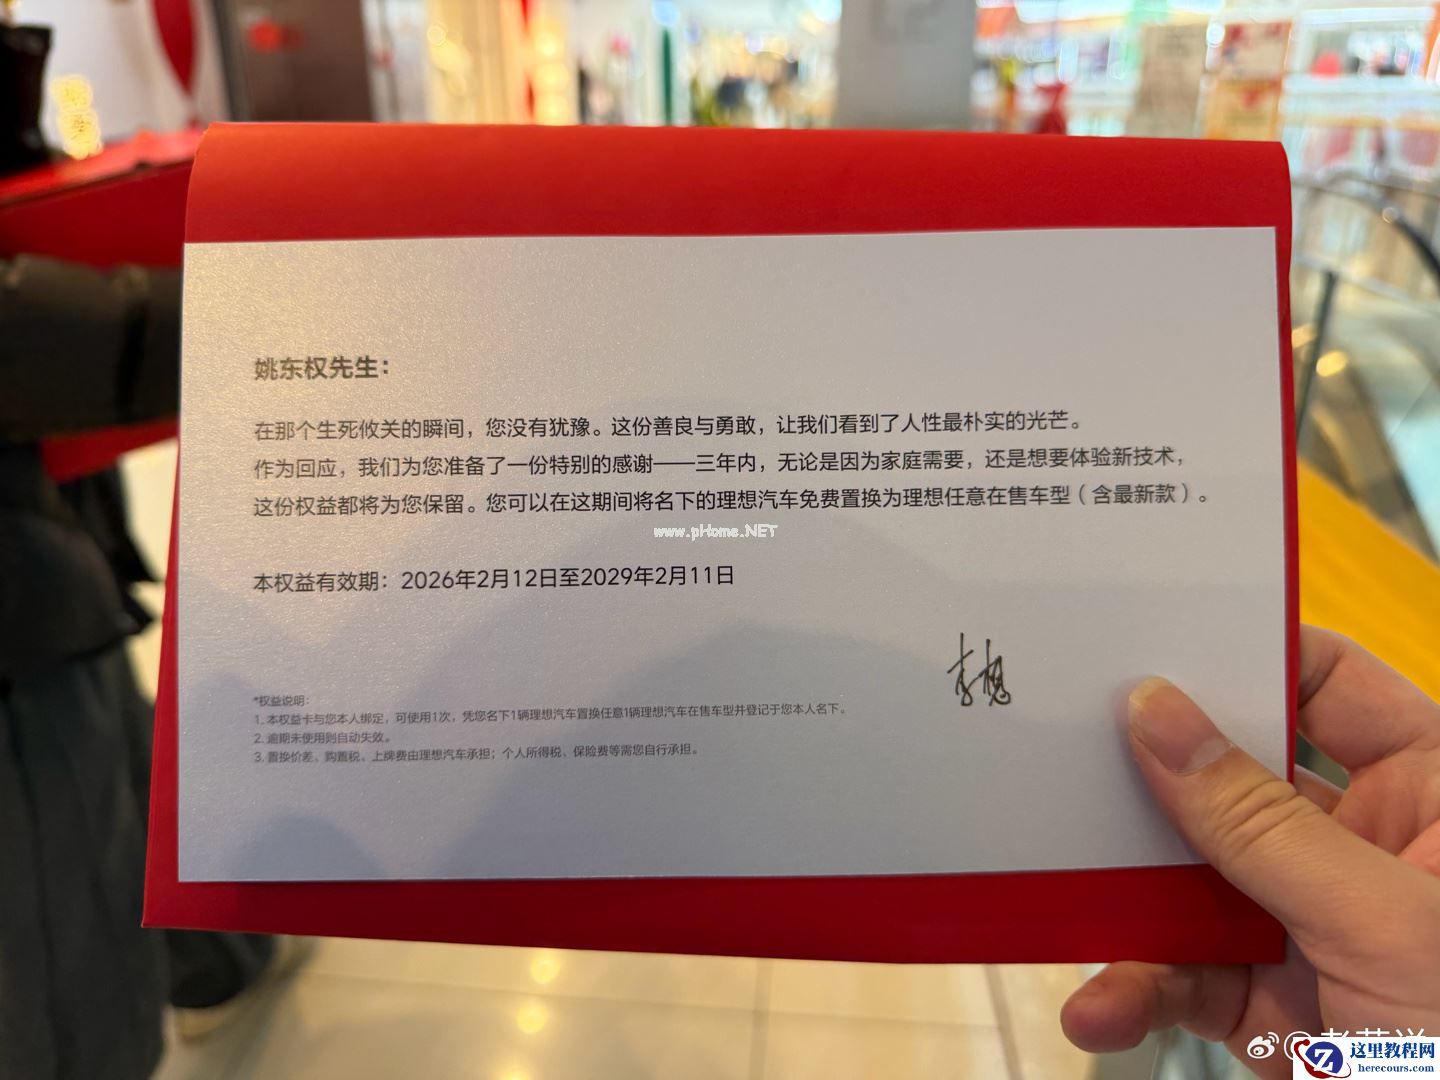 姚东权先生：
在那个生死攸关的瞬间，您没有犹豫。这份善良与勇敢，让我们看到了人性最朴实的光芒。
作为回应，我们为您准备了一份特别的感谢——三年内，无论是因为家庭需要，还是想要体验新技术，
这份权益都将为您保留。您可以在这期间将名下的理想汽车免费置换为理想任意在售车型（含最新款）。
www.pHome.NET
本权益有效期：2026年2月12日至2029年2月11日
李想
*权益说明：
1. 本权益卡与您本人绑定，可使用1次，凭您名下1辆理想汽车置换任意1辆理想汽车在售车型并登记于您本人名下。
2. 逾期未使用则自动失效。
3. 置换价差、购置税、上牌费由理想汽车承担；个人所得税、保险费等需您自行承担。
这里教程网
herecours.com